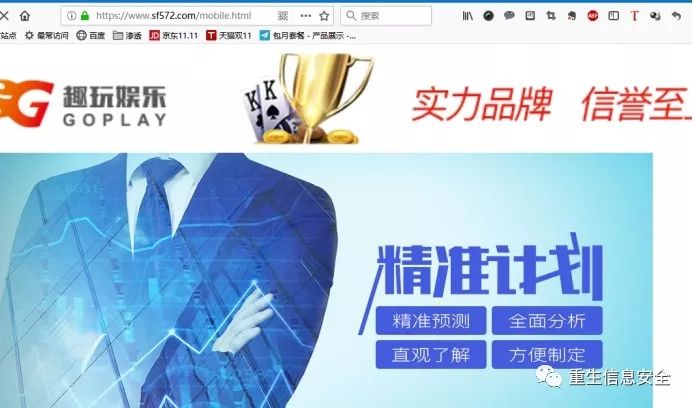 https://www.sf572.com/mobile.html
搜索
站点 最常访问 百度 渗透 京东11.11 天猫双11 包月套餐 - 产品展示 -...
趣玩娱乐
GOPLAY
实力品牌 信誉至上
精准计划
精准预测 全面分析
直观了解 方便制定
重生信息安全